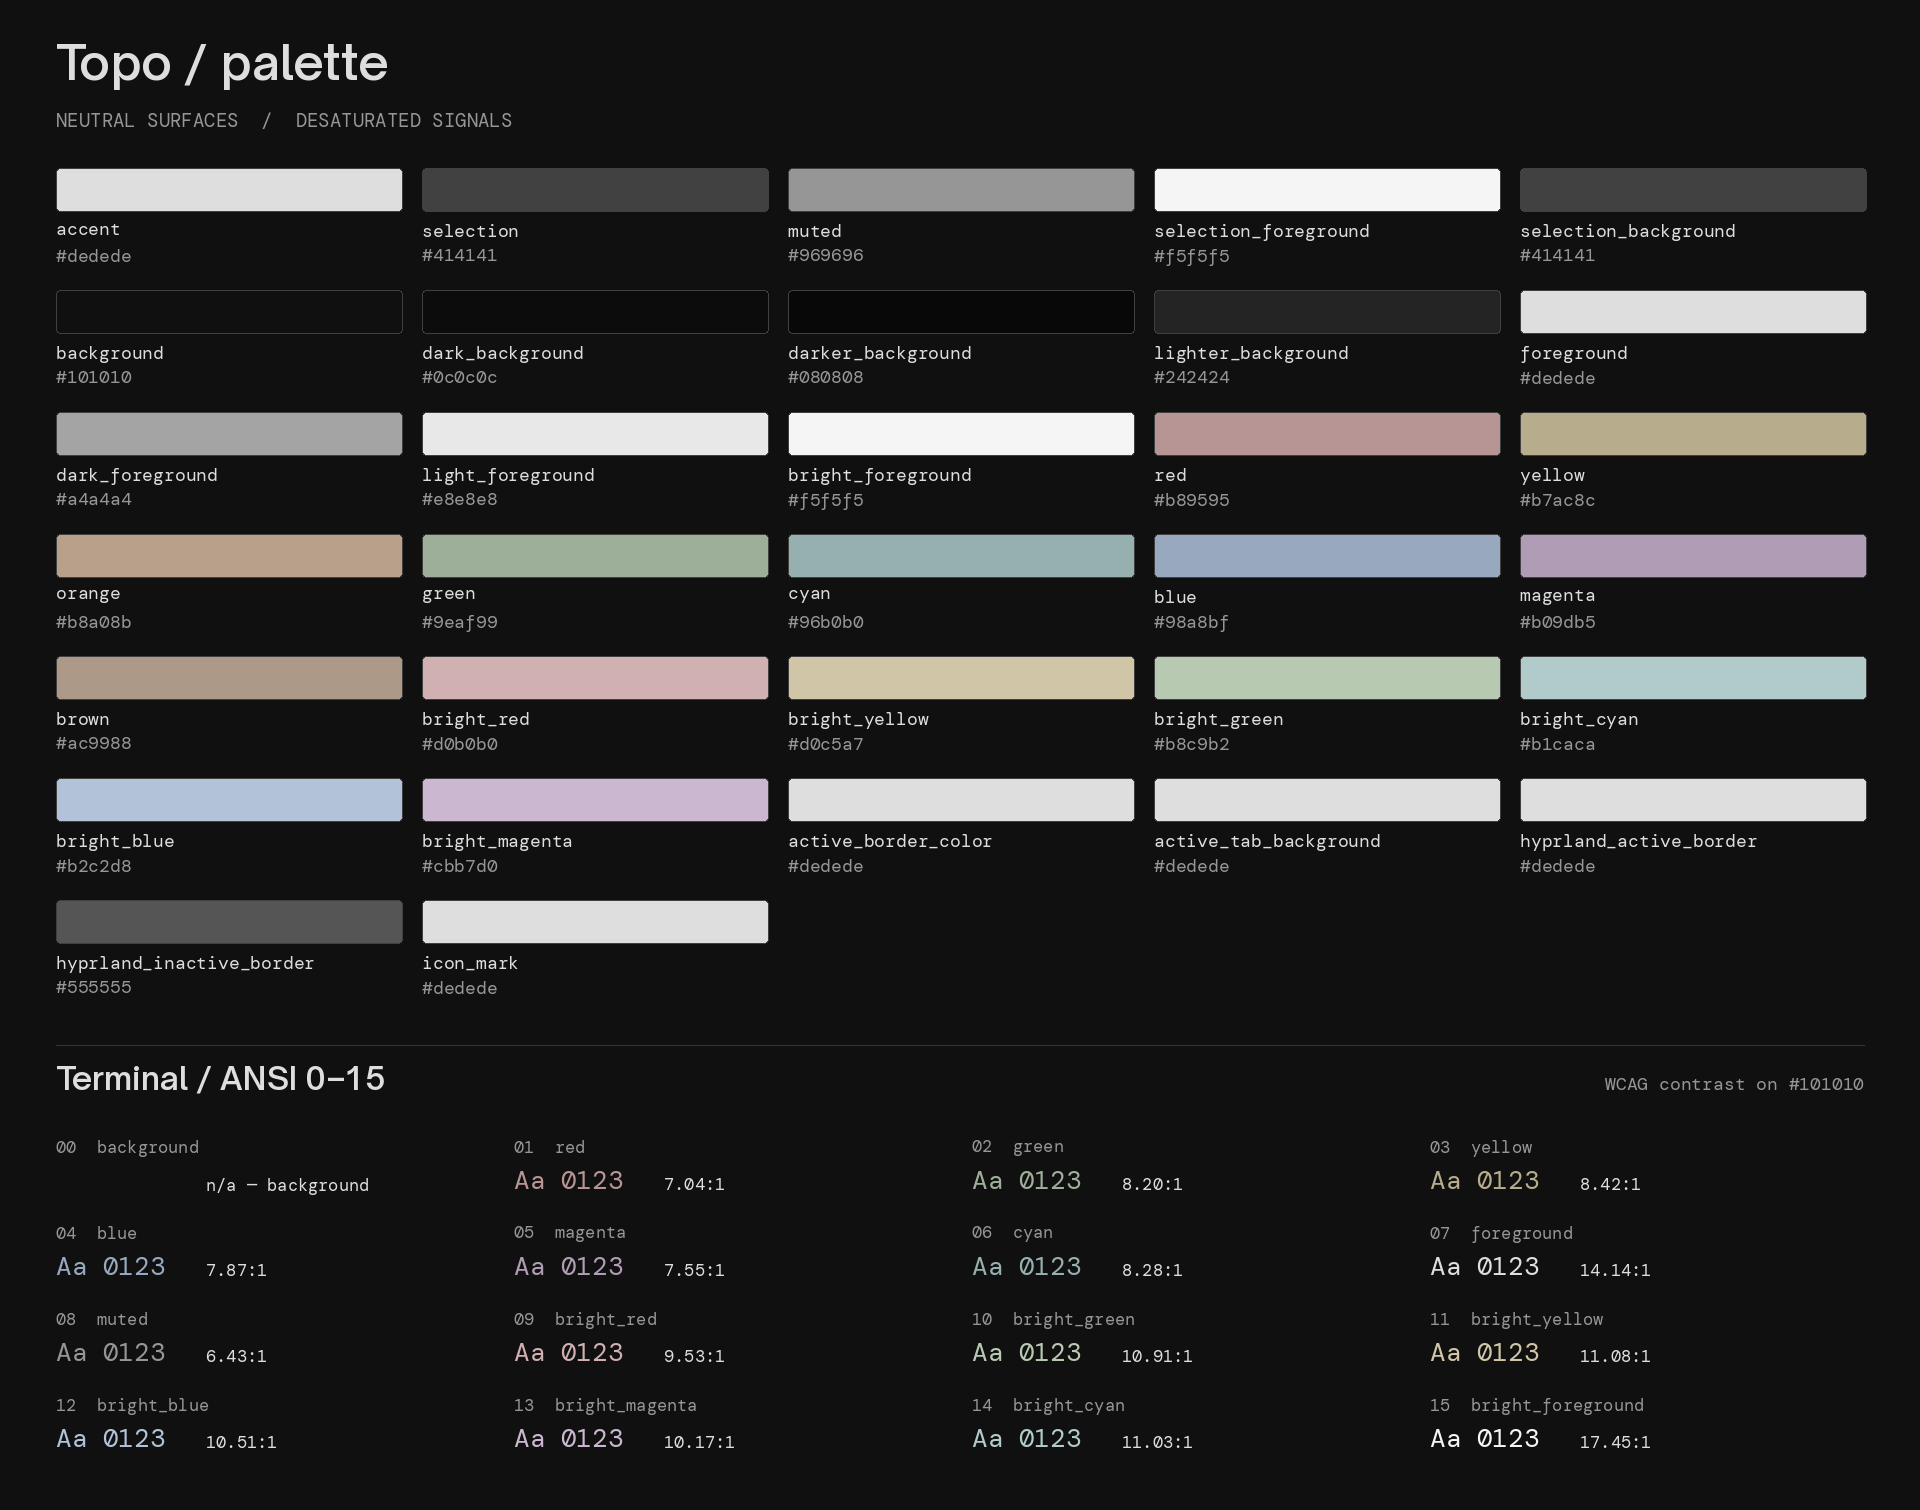 Topo / palette
NEUTRAL SURFACES / DESATURATED SIGNALS
accent selection muted selection_foreground selection_background
#dedede #414141 #969696 #f5f5f5 #414141
background dark_background darker_background lighter_background foreground
#101010 #0c0c0c #080808 #242424 #dedede
dark_foreground light_foreground bright_foreground red yellow
#a4a4a4 #e8e8e8 #f5f5f5 #b89595 #b7ac8c
orange green cyan blue magenta
#b8a08b #9eaf99 #96b0b0 #98a8bf #b09db5
brown bright_red bright_yellow bright_green bright_cyan
#ac9988 #d0b0b0 #d0c5a7 #b8c9b2 #b1caca
bright_blue bright_magenta active_border_color active_tab_background hyprland_active_border
#b2c2d8 #cbb7d0 #dedede #dedede #dedede
hyprland_inactive_border icon_mark
#555555 #dedede
Terminal / ANSI 0–15 WCAG contrast on #101010
00 background 01 red 02 green 03 yellow
n/a — background Aa 0123 7.04:1 Aa 0123 8.20:1 Aa 0123 8.42:1
04 blue 05 magenta 06 cyan 07 foreground
Aa 0123 7.87:1 Aa 0123 7.55:1 Aa 0123 8.28:1 Aa 0123 14.14:1
08 muted 09 bright_red 10 bright_green 11 bright_yellow
Aa 0123 6.43:1 Aa 0123 9.53:1 Aa 0123 10.91:1 Aa 0123 11.08:1
12 bright_blue 13 bright_magenta 14 bright_cyan 15 bright_foreground
Aa 0123 10.51:1 Aa 0123 10.17:1 Aa 0123 11.03:1 Aa 0123 17.45:1